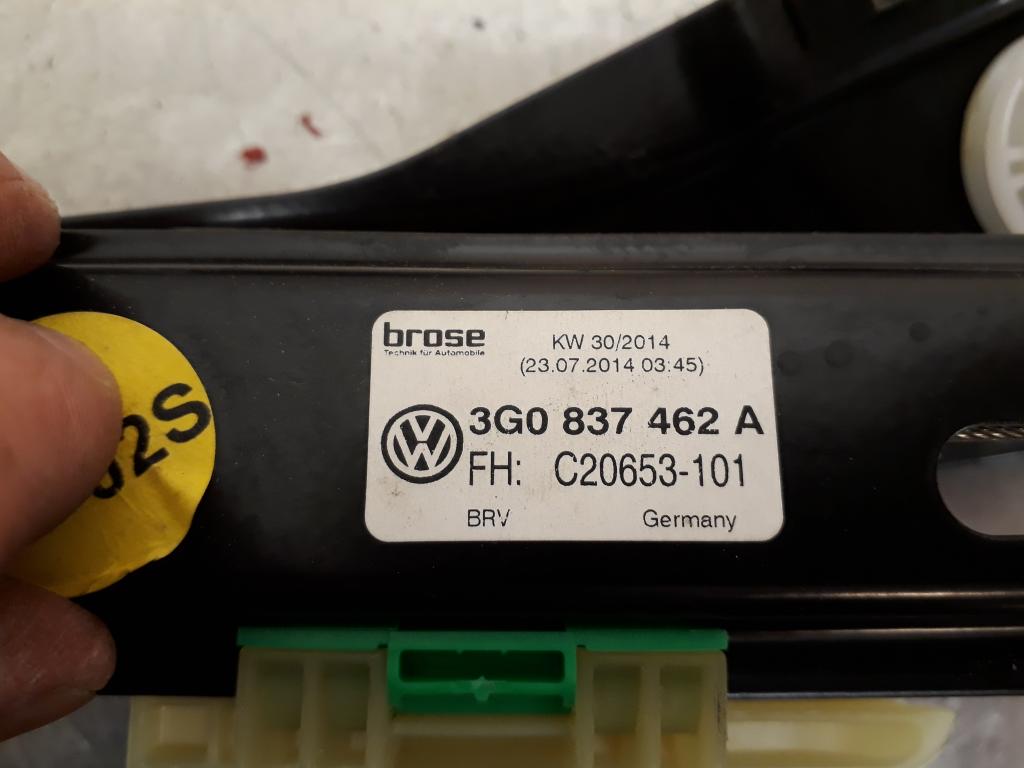 brose
Technik für Automobile
KW 30/2014
(23.07.2014 03:45)
3G0 837 462 A
FH: C20653-101
BRV Germany
2S